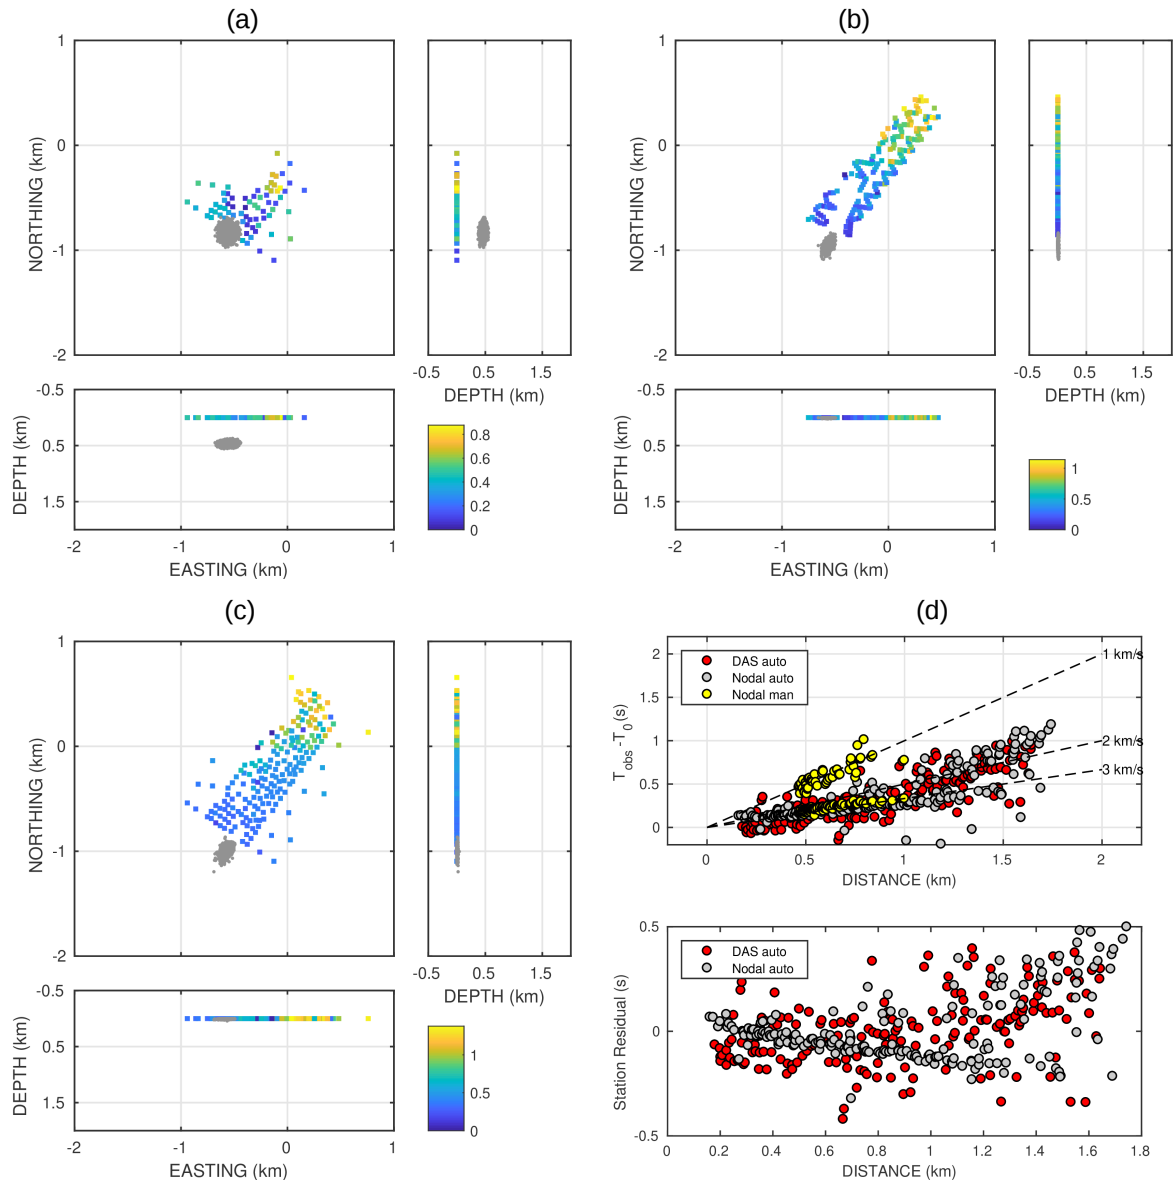 (a)
1
0
-1
-2
NORTHING (km)
-0.5 0.5 1.5
DEPTH (km)
-0.5
0.5
1.5
DEPTH (km)
-2 -1 0 1
EASTING (km)
0.8
0.6
0.4
0.2
0
(b)
1
0
-1
-2
NORTHING (km)
-0.5 0.5 1.5
DEPTH (km)
-0.5
0.5
1.5
DEPTH (km)
-2 -1 0 1
EASTING (km)
1
0.5
0
(c)
1
0
-1
-2
NORTHING (km)
-0.5 0.5 1.5
DEPTH (km)
-0.5
0.5
1.5
DEPTH (km)
-2 -1 0 1
EASTING (km)
1
0.5
0
(d)
2
1.5
1
0.5
0
Tobs -T0 (s)
DAS auto
Nodal auto
Nodal man
1 km/s
2 km/s
3 km/s
0 0.5 1 1.5 2
DISTANCE (km)
0.5
0
-0.5
Station Residual (s)
DAS auto
Nodal auto
0 0.2 0.4 0.6 0.8 1 1.2 1.4 1.6 1.8
DISTANCE (km)